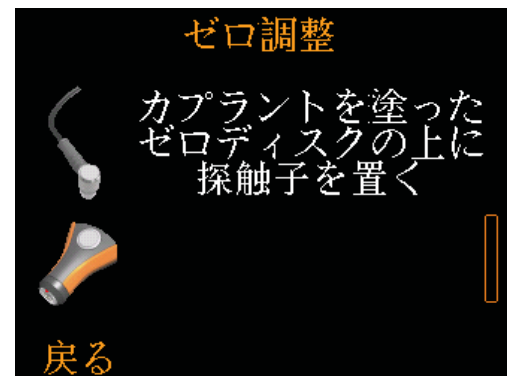 ゼロ調整
カプラントを塗った
ゼロディスクの上に
探触子を置く
戻る